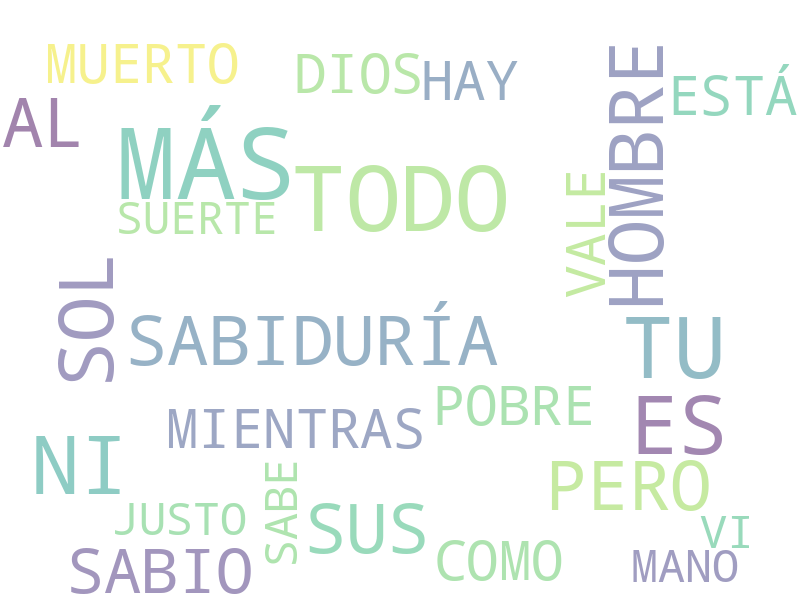 MUERTO
DIOS
HAY
HOMBRE
ESTÁ
AL
MÁS
TODO
VALE
SUERTE
SOL
SABIDURÍA
TU
POBRE
ES
MIENTRAS
NI
PERO
SABE
JUSTO
SUS
VI
COMO
SABIO
MANO